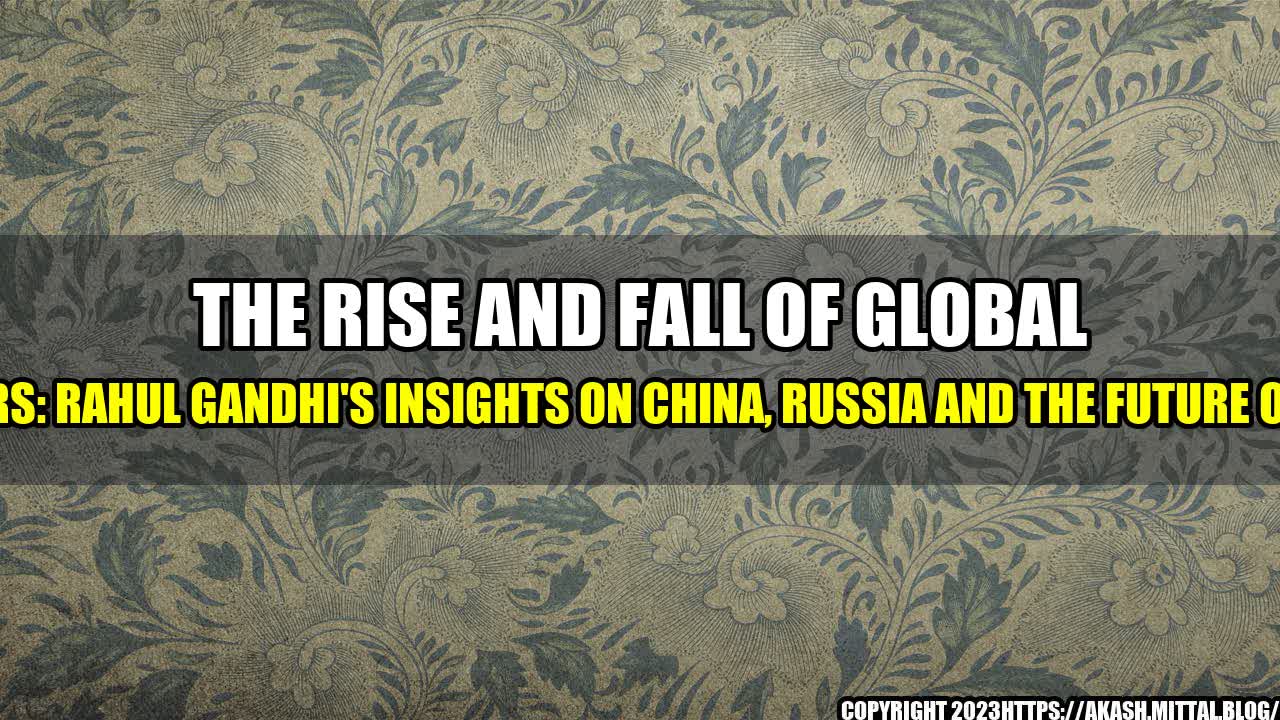 THE RISE AND FALL OF GLOBAL
RS: RAHUL GANDHI'S INSIGHTS ON CHINA, RUSSIA AND THE FUTURE O
COPYRIGHT 2023HTTPS://AKASH.MITTAL.BLOG/